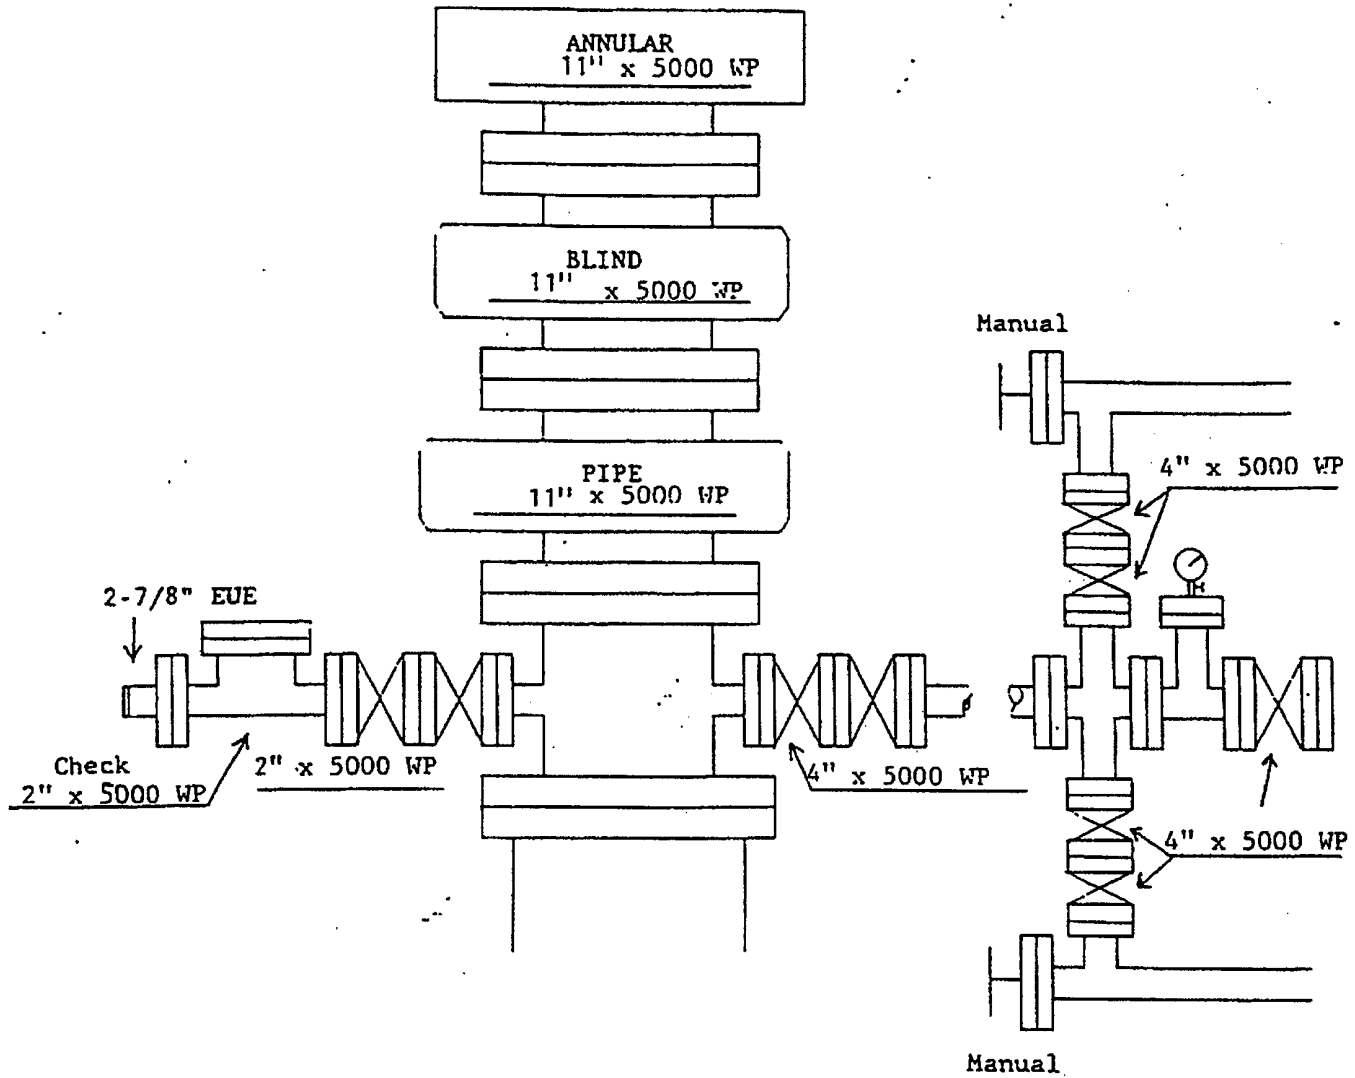 ANNULAR
11" x 5000 WP
BLIND
11" x 5000 WP
Manual
PIPE
11" x 5000 WP
4" x 5000 WP
2-7/8" EUE
Check
2" x 5000 WP
2" x 5000 WP
4" x 5000 WP
4" x 5000 WP
Manual